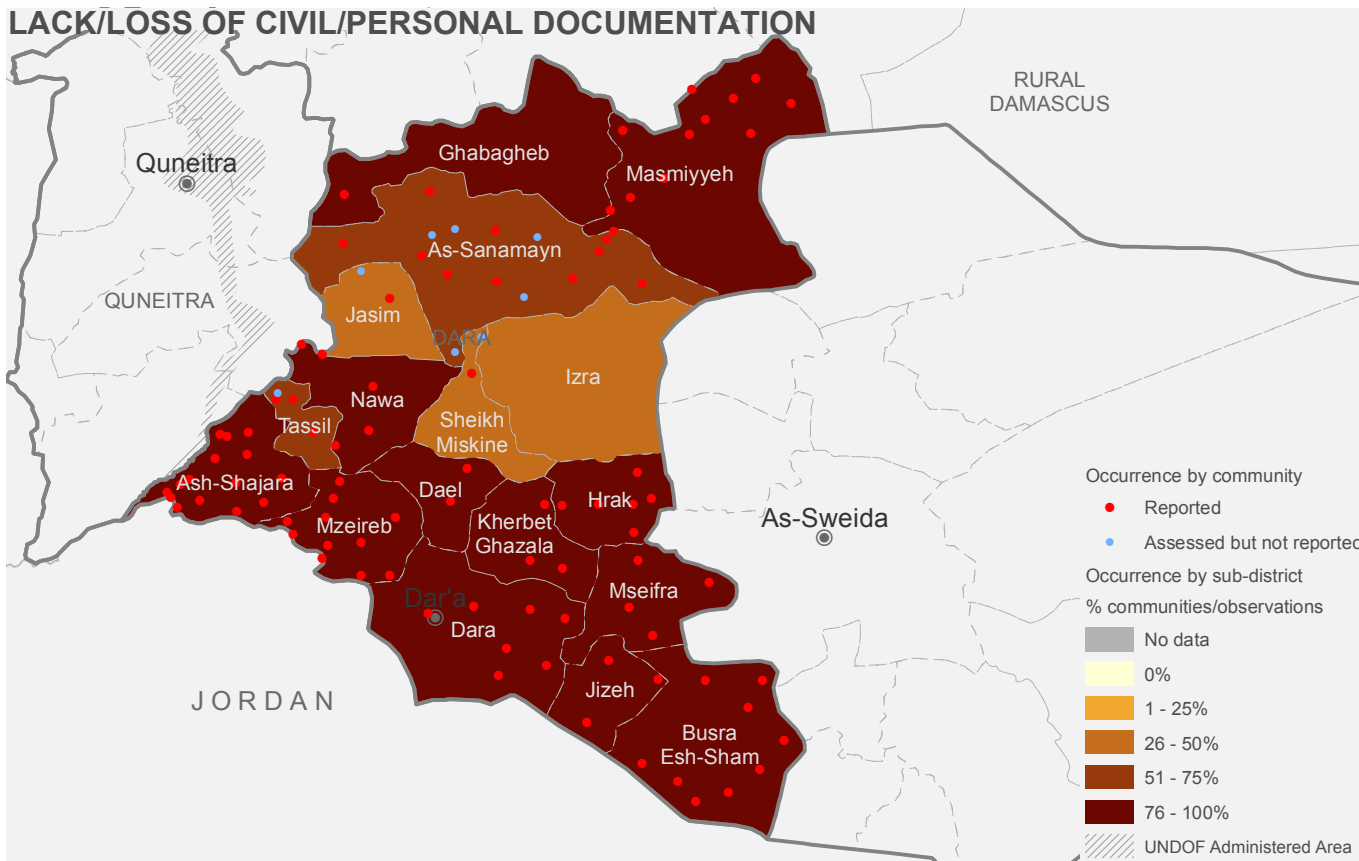 LACK/LOSS OF CIVIL/PERSONAL DOCUMENTATION
RURAL
DAMASCUS
Ghabagheb
Quneitra
Masmiyyeh
As-Sanamayn
QUNEITRA
Jasim
DARA
Izra
Nawa
Sheikh
Miskine
Tassil
Ash-Shajara
Dael
Hrak
Kherbet
Ghazala
Mzeireb
As-Sweida
Mseifra
Dar'a
Dara
Jizeh
JORDAN
Busra
Esh-Sham
Occurrence by community
Reported
Assessed but not reported
Occurrence by sub-district
% communities/observations
No data
0%
1 - 25%
26 - 50%
51 - 75%
76 - 100%
UNDOF Administered Area